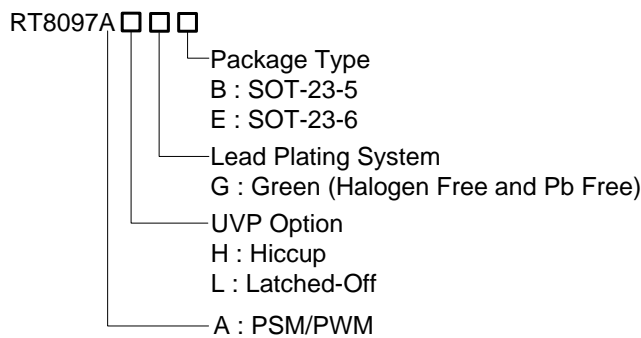 RT8097A□□□
Package Type
B : SOT-23-5
E : SOT-23-6
Lead Plating System
G : Green (Halogen Free and Pb Free)
UVP Option
H : Hiccup
L : Latched-Off
A : PSM/PWM